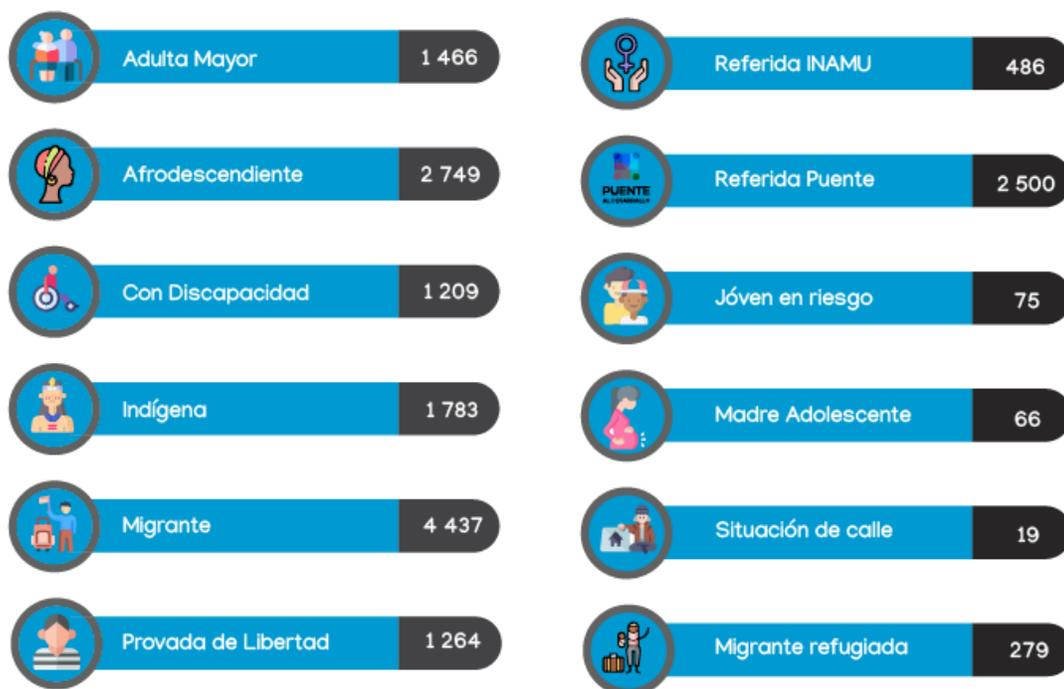 Adulta Mayor 1 466
Afrodescendiente 2 749
Con Discapacidad 1 209
Indígena 1 783
Migrante 4 437
Provada de Libertad 1 264
Referida INAMU 486
PUENTE
Referida Puente 2 500
Jóven en riesgo 75
Madre Adolescente 66
Situación de calle 19
Migrante refugiada 279